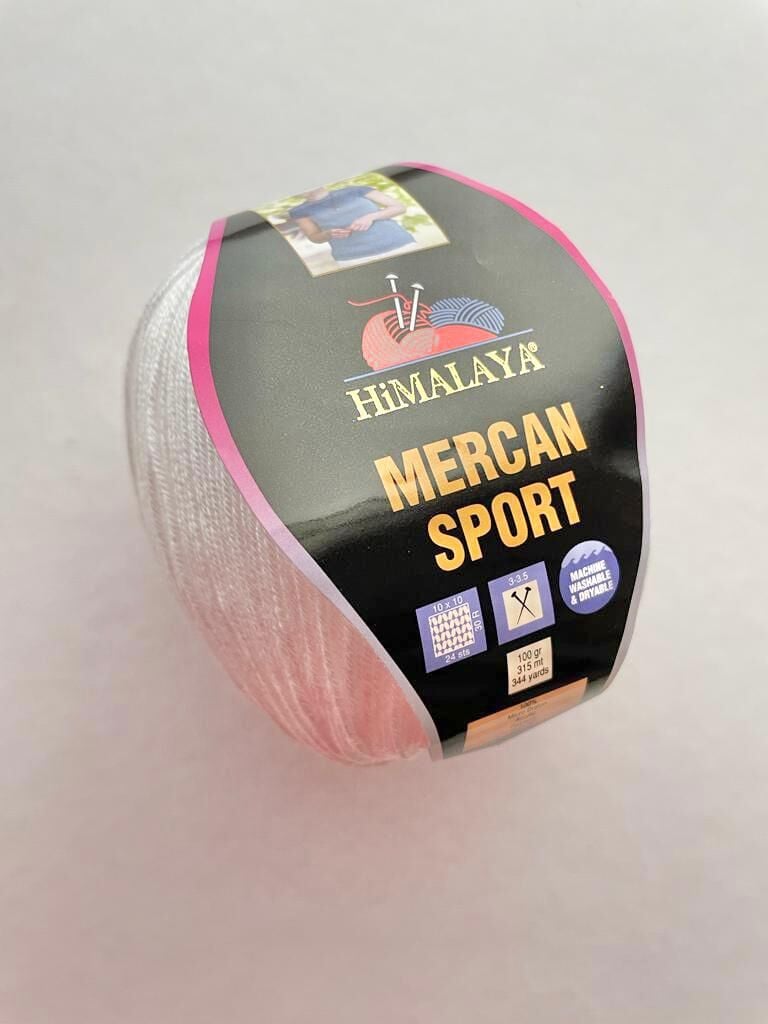 HiMALAYA®
MERCAN
SPORT
10 x 10
30 R
24 sts
3-3.5
MACHINE
WASHABLE
& DRYABLE
100 gr
315 mt
344 yards
100%